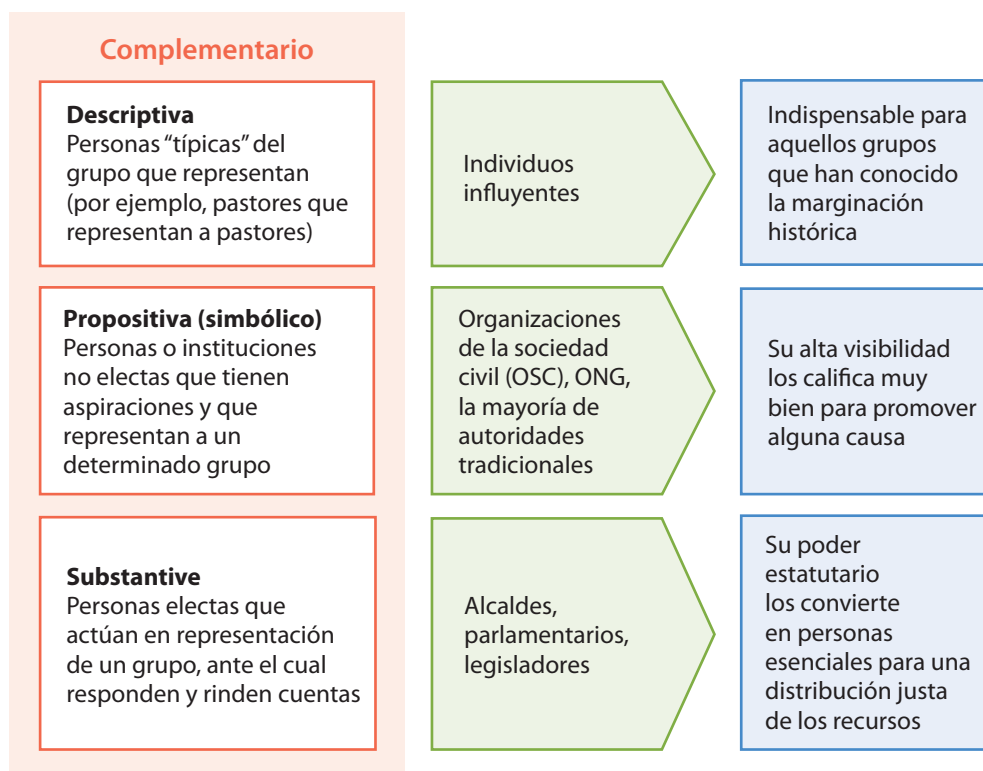 Complementario
Descriptiva
Personas “típicas” del
grupo que representan
(por ejemplo, pastores que
representan a pastores)
Individuos
influyentes
Indispensable para
aquellos grupos
que han conocido
la marginación
histórica
Propositiva (simbólico)
Personas o instituciones
no electas que tienen
aspiraciones y que
representan a un
determinado grupo
Organizaciones
de la sociedad
civil (OSC), ONG,
la mayoría de
autoridades
tradicionales
Su alta visibilidad
los califica muy
bien para promover
alguna causa
Substantive
Personas electas que
actúan en representación
de un grupo, ante el cual
responden y rinden cuentas
Alcaldes,
parlamentarios,
legisladores
Su poder
estatutario
los convierte
en personas
esenciales para una
distribución justa
de los recursos